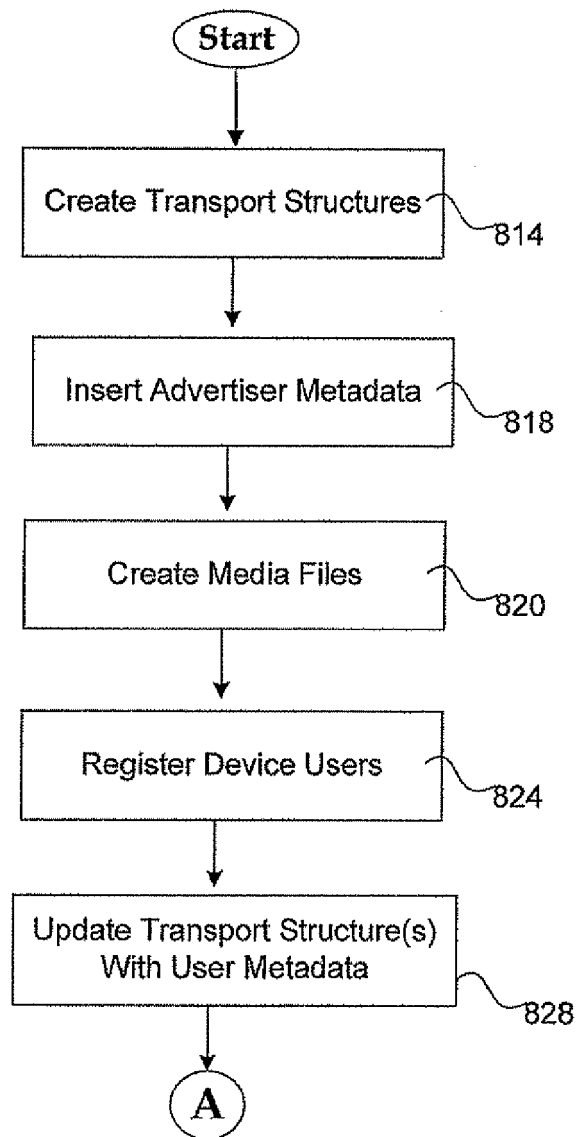 Start
Create Transport Structures
814
Insert Advertiser Metadata
818
Create Media Files
820
Register Device Users
824
Update Transport Structure(s)
With User Metadata
828
A